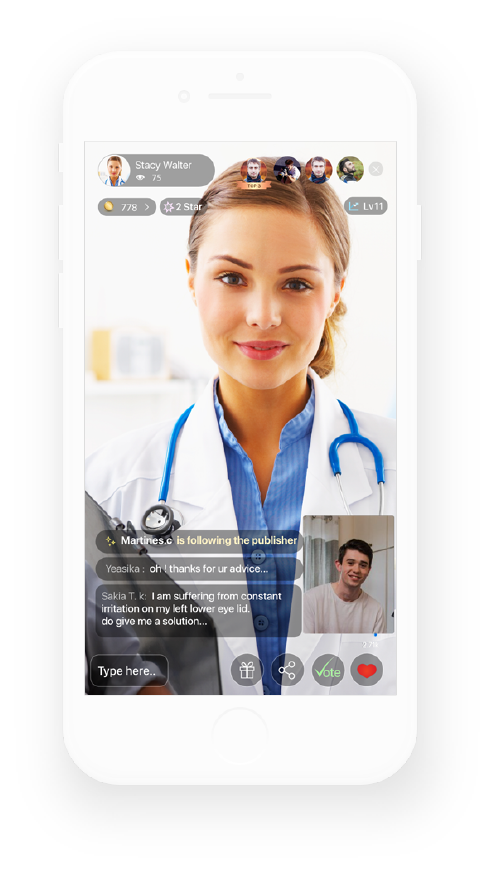 Stacy Walter
75
TOP 3
778 >
2 Star
Lv11
Martines.c is following the publisher
Yeasika : oh ! thanks for ur advice...
Sakla T. k: I am suffering from constant
irritation on my left lower eye lid.
do give me a solution...
Type here..
Vote